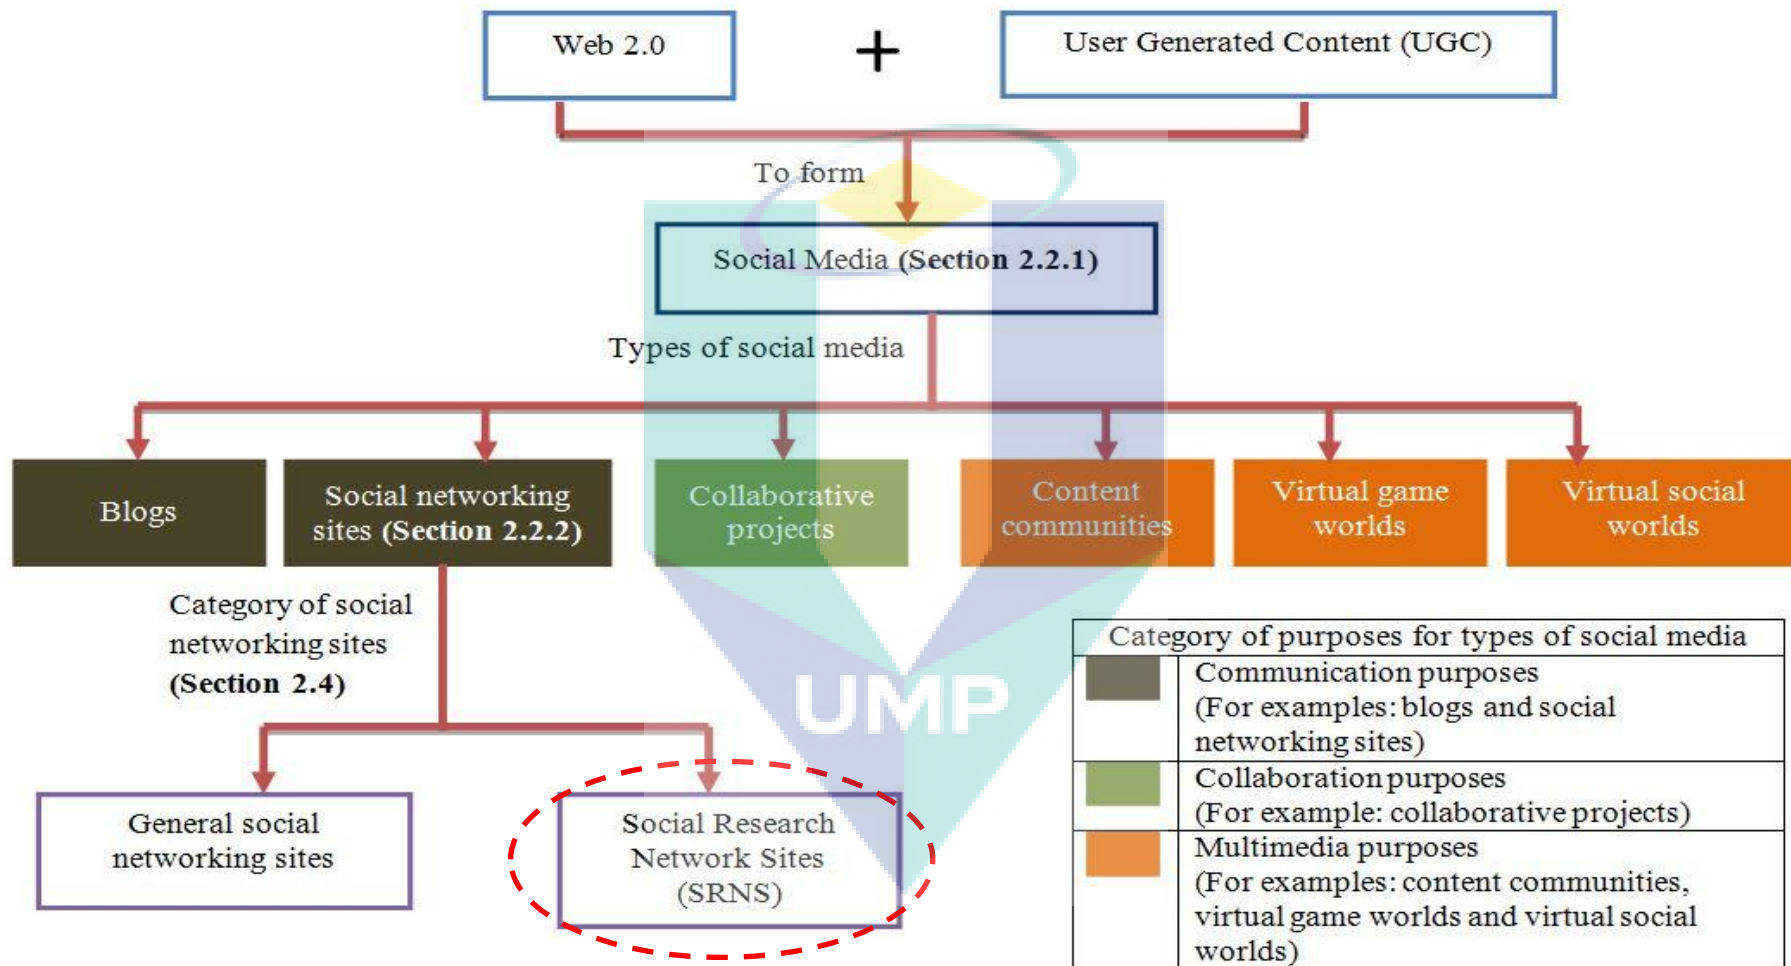 Web 2.0
+
User Generated Content (UGC)
To form
Social Media (Section 2.2.1)
Types of social media
Blogs
Social networking
sites (Section 2.2.2)
Collaborative
projects
Content
communities
Virtual game
worlds
Virtual social
worlds
Category of social
networking sites
(Section 2.4)
General social
networking sites
Social Research
Network Sites
(SRNS)
UMP
Category of purposes for types of social media
Communication purposes
(For examples: blogs and social
networking sites)
Collaboration purposes
(For example: collaborative projects)
Multimedia purposes
(For examples: content communities,
virtual game worlds and virtual social
worlds)